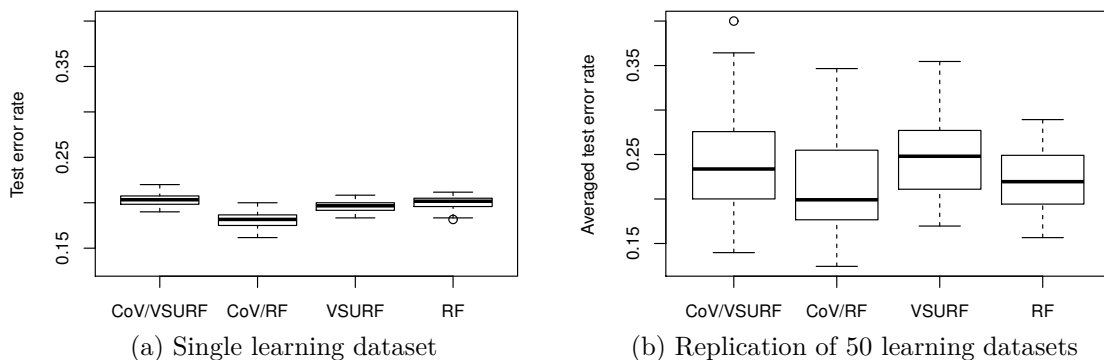 Test error rate
0.15 0.25 0.35
CoV/VSURF CoV/RF VSURF RF
(a) Single learning dataset
Averaged test error rate
0.15 0.25 0.35
CoV/VSURF CoV/RF VSURF RF
(b) Replication of 50 learning datasets